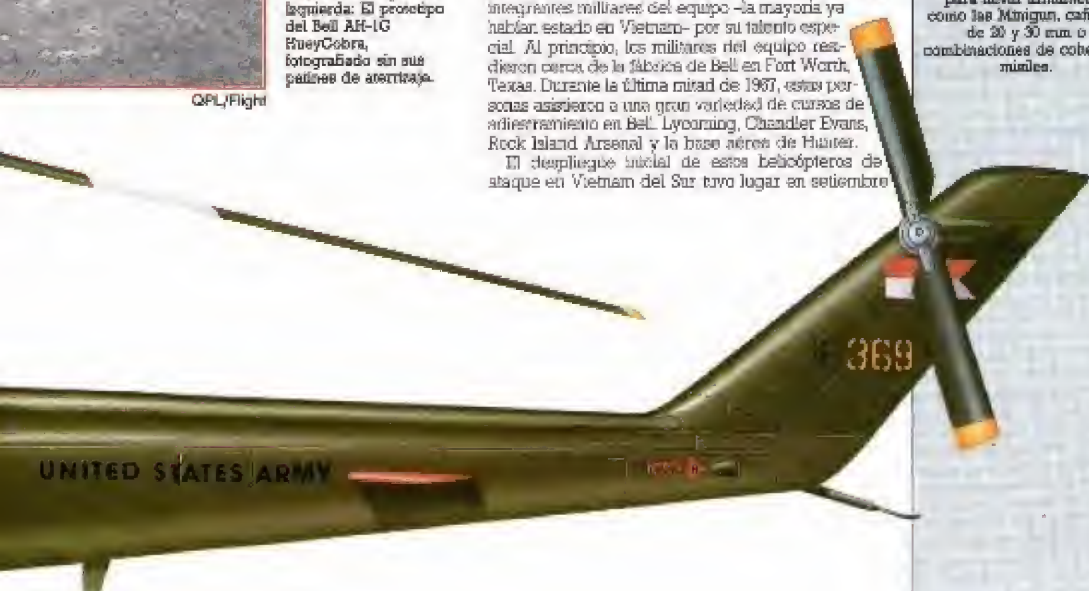 Izquierda: El prototipo
del Bell AH-1G
HueyCobra,
fotografiado sin sus
patines de aterrizaje.
QPL/Flight
integrantes militares del equipo -la mayoría ya
habían estado en Vietnam- por su talento espe-
cial. Al principio, los militares del equipo resi-
dieron cerca de la fábrica de Bell en Fort Worth,
Texas. Durante la última mitad de 1967, estas per-
sonas asistieron a una gran variedad de cursos de
adiestramiento en Bell, Lycoming, Chandler Evans,
Rock Island Arsenal y la base aérea de Hunter.
El despliegue inicial de estos helicópteros de
ataque en Vietnam del Sur tuvo lugar en setiembre
para llevar
como las Minigun, cañ
de 20 y 30 mm o
combinaciones de cohe
misiles.
369
UNITED STATES ARMY